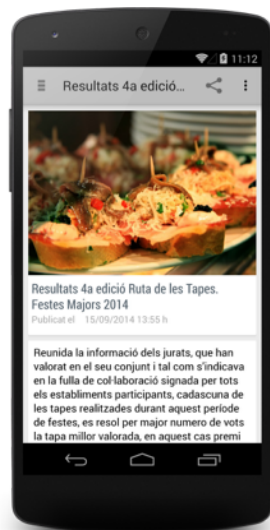 11:12
Resultats 4a edició...
Resultats 4a edició Ruta de les Tapes.
Festes Majors 2014
Publicat el 15/09/2014 13:55 h
Reunida la informació dels jurats, que han
valorat en el seu conjunt i tal com s'indicava
en la fulla de col·laboració signada per tots
els establiments participants, cadascuna de
les tapes realitzades durant aquest període
de festes, es resol per major numero de vots
la tapa millor valorada, en aquest cas premi